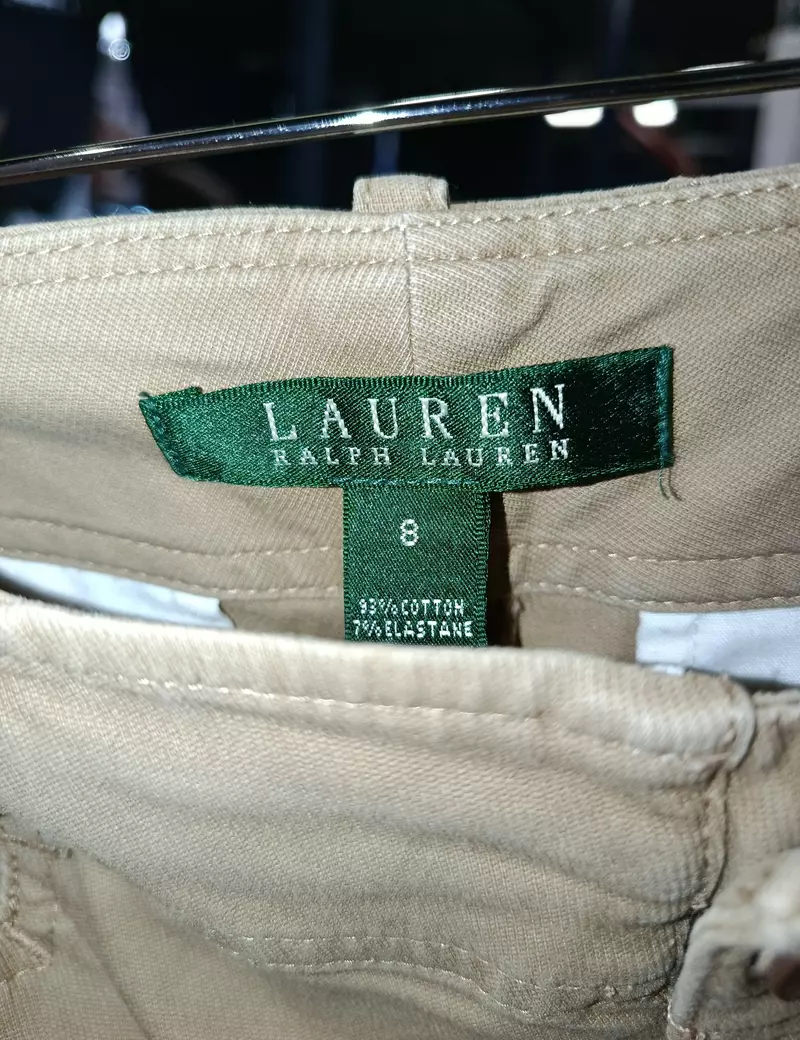 LAUREN
RALPH LAUREN
8
93% COTTON
7% ELASTANE